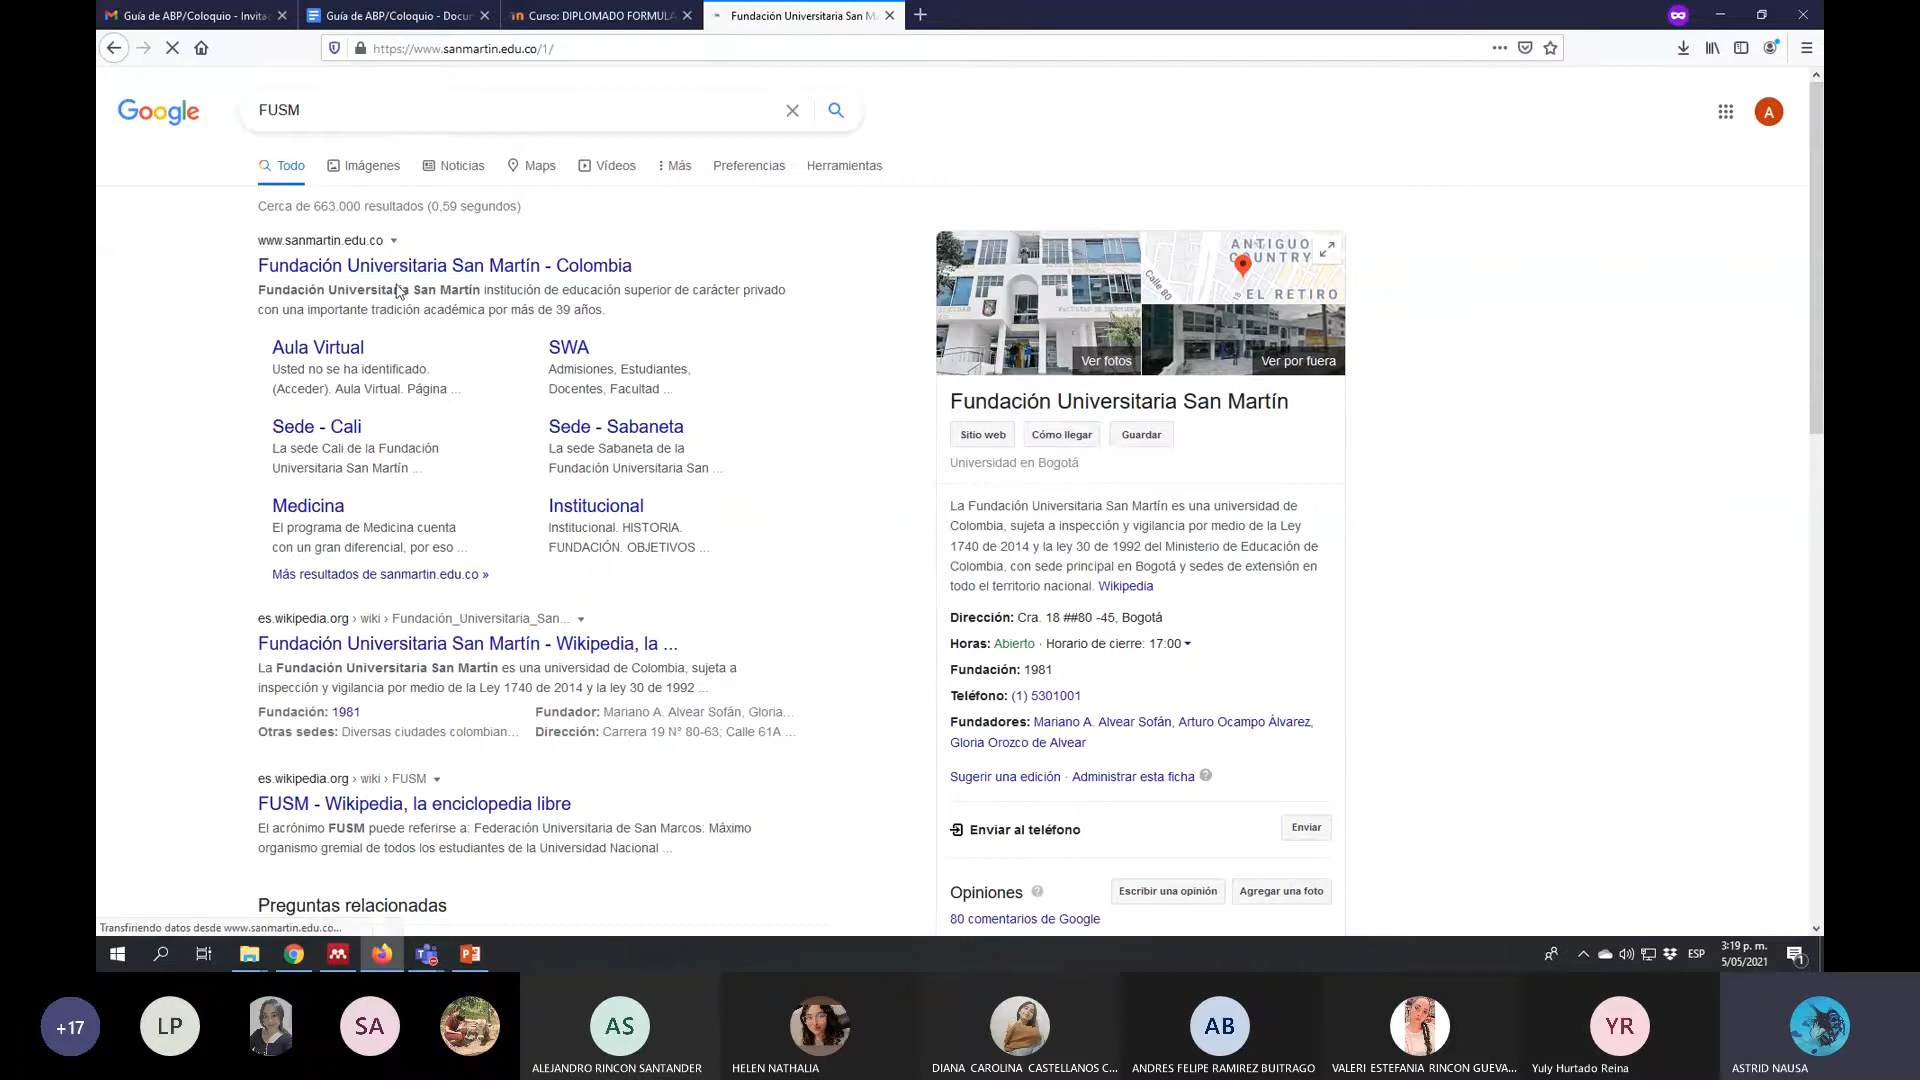 Guía de ABP/Coloquio - Invita
Guía de ABP/Coloquio - Docu
Curso: DIPLOMADO FORMULA
Fundación Universitaria San M
https://www.sanmartin.edu.co/1/
Google
FUSM
A
Todo
Imágenes
Noticias
Maps
Vídeos
Más
Preferencias
Herramientas
Cerca de 663.000 resultados (0,59 segundos)
www.sanmartin.edu.co
Fundación Universitaria San Martín - Colombia
Fundación Universitaria San Martín institución de educación superior de carácter privado
con una importante tradición académica por más de 39 años.
Aula Virtual
Usted no se ha identificado.
(Acceder). Aula Virtual. Página ...
SWA
Admisiones, Estudiantes,
Docentes, Facultad ...
Sede - Cali
La sede Cali de la Fundación
Universitaria San Martín ...
Sede - Sabaneta
La sede Sabaneta de la
Fundación Universitaria San ...
Medicina
El programa de Medicina cuenta
con un gran diferencial, por eso ...
Institucional
Institucional. HISTORIA.
FUNDACIÓN. OBJETIVOS ...
Más resultados de sanmartin.edu.co »
es.wikipedia.org › wiki › Fundación_Universitaria_San...
Fundación Universitaria San Martín - Wikipedia, la ...
La Fundación Universitaria San Martín es una universidad de Colombia, sujeta a
inspección y vigilancia por medio de la Ley 1740 de 2014 y la ley 30 de 1992 ...
Fundación: 1981
Fundador: Mariano A. Alvear Sofán, Gloria...
Otras sedes: Diversas ciudades colombian...
Dirección: Carrera 19 N° 80-63; Calle 61A ...
es.wikipedia.org › wiki › FUSM
FUSM - Wikipedia, la enciclopedia libre
El acrónimo FUSM puede referirse a: Federación Universitaria de San Marcos: Máximo
organismo gremial de todos los estudiantes de la Universidad Nacional ...
Preguntas relacionadas
Transfiriendo datos desde www.sanmartin.edu.co...
ANTIGUO
COUNTRY
Calle 80
EL RETIRO
Ver fotos
Ver por fuera
Fundación Universitaria San Martín
Sitio web
Cómo llegar
Guardar
Universidad en Bogotá
La Fundación Universitaria San Martín es una universidad de
Colombia, sujeta a inspección y vigilancia por medio de la Ley
1740 de 2014 y la ley 30 de 1992 del Ministerio de Educación de
Colombia, con sede principal en Bogotá y sedes de extensión en
todo el territorio nacional. Wikipedia
Dirección: Cra. 18 ##80 -45, Bogotá
Horas: Abierto · Horario de cierre: 17:00
Fundación: 1981
Teléfono: (1) 5301001
Fundadores: Mariano A. Alvear Sofán, Arturo Ocampo Álvarez,
Gloria Orozco de Alvear
Sugerir una edición · Administrar esta ficha
Enviar al teléfono
Enviar
Opiniones
Escribir una opinión
Agregar una foto
80 comentarios de Google
ESP
3:19 p. m.
5/05/2021
1
+17
LP
SA
AS
AB
YR
ALEJANDRO RINCON SANTANDER
HELEN NATHALIA
DIANA CAROLINA CASTELLANOS C...
ANDRES FELIPE RAMIREZ BUITRAGO
VALERI ESTEFANIA RINCON GUEVA...
Yuly Hurtado Reina
ASTRID NAUSA